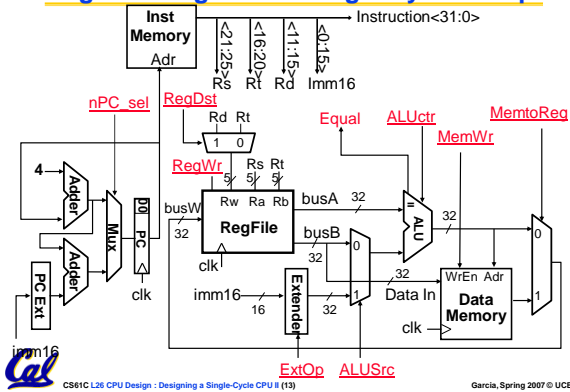 Inst
Memory
Adr
Instruction<31:0>
<21:25>
<16:20>
<11:15>
<0:15>
Rs Rt Rd Imm16
nPC_sel
RegDst
Rd Rt
1 0
Equal
ALUctr
MemWr
MemtoReg
RegWr
Rs Rt
5 5 5
4
Adder
Adder
Mux
00
PC
clk
PC Ext
imm16
busW
32
Rw Ra Rb
RegFile
clk
busA
32
busB
32
=
ALU
32
0
1
imm16
16
Extender
32
0
1
32
Data In
WrEn Adr
Data
Memory
clk
ExtOp
ALUSrc
Cal
CS61C L26 CPU Design : Designing a Single-Cycle CPU II (13)
Garcia, Spring 2007 © UCB